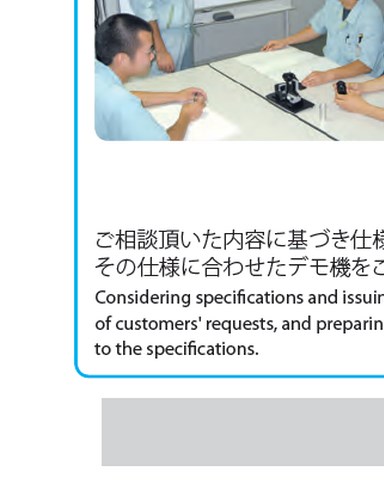 ご相談頂いた内容に基づき仕様
その仕様に合わせたデモ機をご
Considering specifications and issuin
of customers' requests, and preparin
to the specifications.